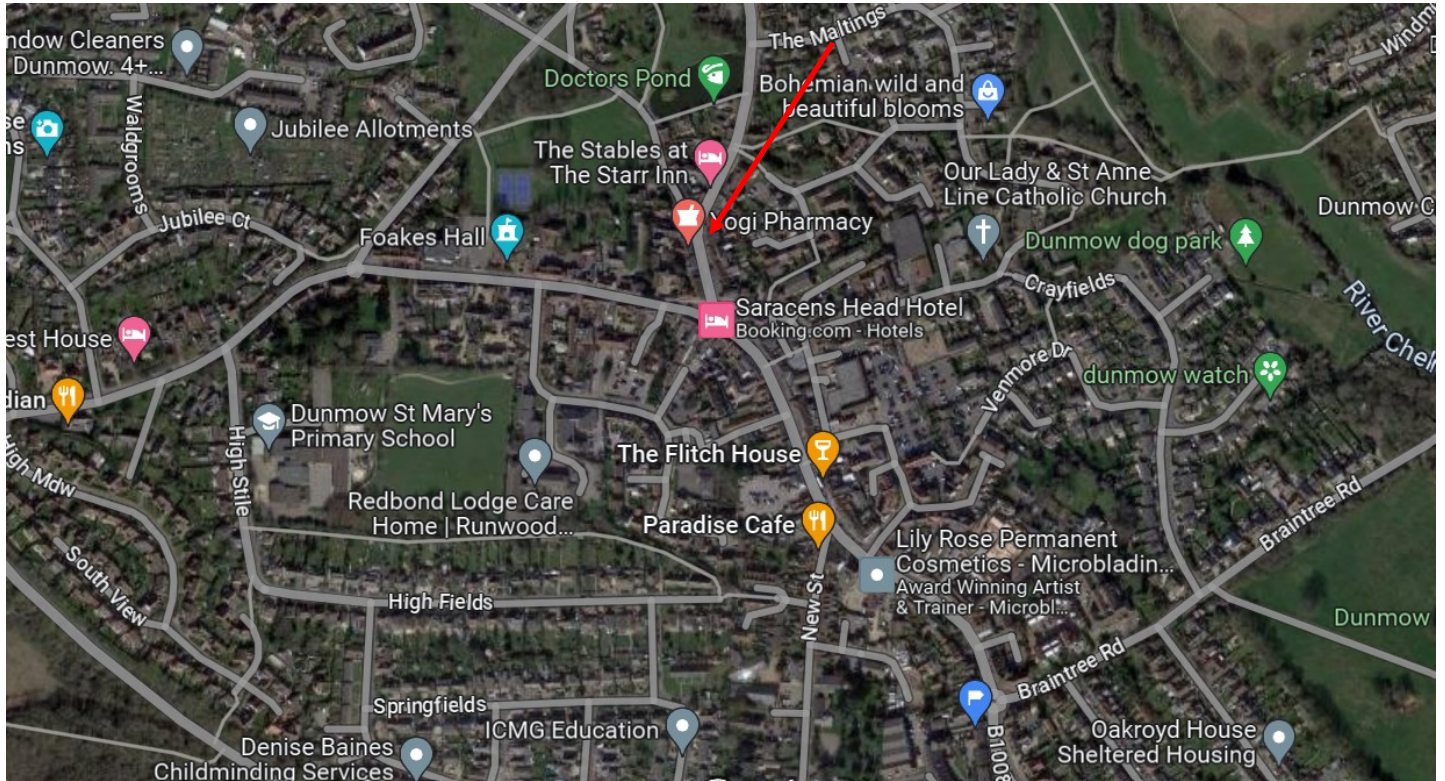 ndow Cleaners
Dunmow. 4+...
The Maltings
Windm
Doctors Pond
Bohemian wild and
beautiful blooms
Waldgrooms
se
ns
Jubilee Allotments
The Stables at
The Starr Inn
Our Lady & St Anne
Line Catholic Church
Dunmow C
Jubilee Ct
Foakes Hall
Yogi Pharmacy
Dunmow dog park
Crayfields
River Chelm
Saracens Head Hotel
Booking.com - Hotels
est House
Venmore Dr
dunmow watch
dian
Dunmow St Mary's
Primary School
High Stile
High Mdw
The Flitch House
Redbond Lodge Care
Home | Runwood...
Paradise Cafe
Braintree Rd
Lily Rose Permanent
Cosmetics - Microbladin...
Award Winning Artist
& Trainer - Microbl...
South View
High Fields
New St
Dunmow
Braintree Rd
Springfields
ICMG Education
B1008
Oakroyd House
Sheltered Housing
Denise Baines
Childminding Services